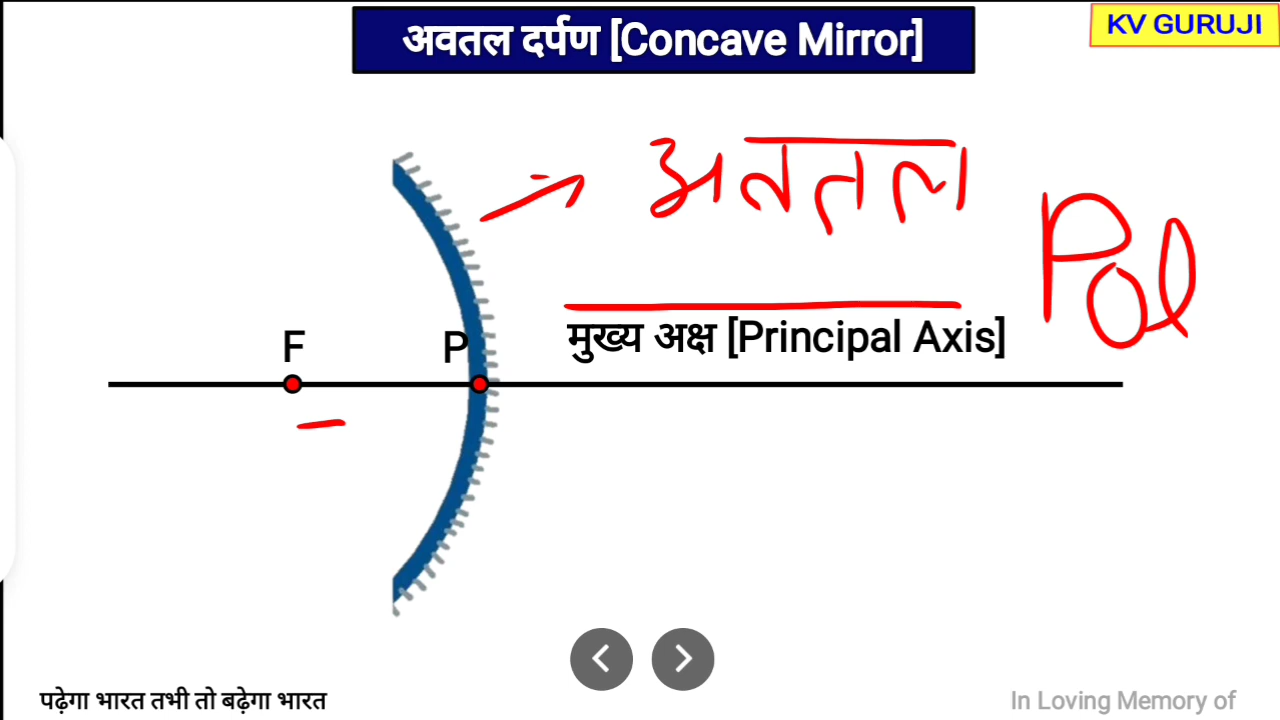 अवतल दर्पण [Concave Mirror]
KV GURUJI
अवतल
Pol
F
P
मुख्य अक्ष [Principal Axis]
पढ़ेगा भारत तभी तो बढ़ेगा भारत
In Loving Memory of